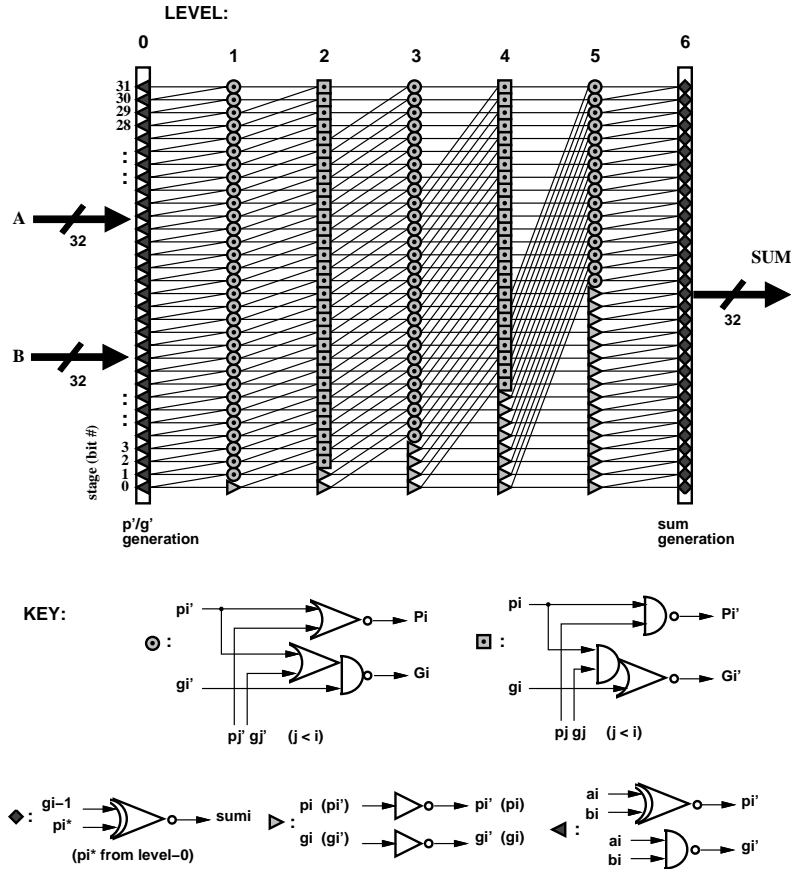 LEVEL:
0 1 2 3 4 5 6
31
30
29
28
:
:
A
32
SUM
32
B
32
:
:
stage (bit #)
3
2
1
0
p'/g'
generation
sum
generation
KEY:
:
pi'
gi'
Pi
Gi
pj' gj' (j < i)
:
pi
gi
Pi'
Gi'
pj gj (j < i)
:
gi−1
pi*
sumi
(pi* from level−0)
:
pi (pi')
pi' (pi)
gi (gi')
gi' (gi)
:
ai
bi
pi'
ai
bi
gi'